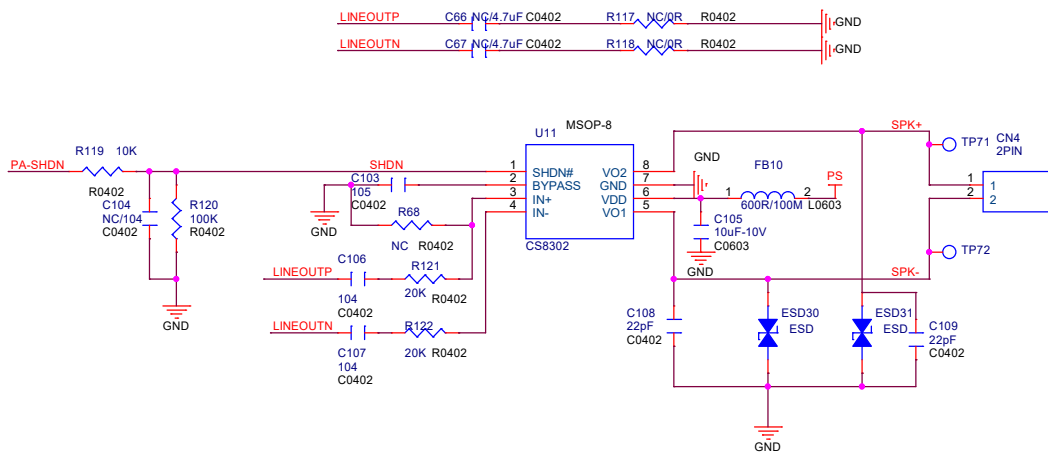 LINEOUTP C66 NC/4.7uF C0402 R117 NC/0R R0402 GND
LINEOUTN C67 NC/4.7uF C0402 R118 NC/0R R0402 GND
MSOP-8
U11
SPK+
TP71
CN4
2PIN
R119 10K
PA-SHDN
R0402
SHDN
1 SHDN# VO2 8
2 BYPASS GND 7
3 IN+ VDD 6
4 IN- VO1 5
CS8302
GND
FB10
PS
1 2
600R/100M L0603
1 1
2 2
C103
105
C0402
C104
NC/104
C0402
R120
100K
R0402
GND
R68
NC R0402
C105
10uF-10V
C0603
GND
TP72
SPK-
C106
LINEOUTP
104
C0402
R121
20K R0402
LINEOUTN
C107
104
C0402
R122
20K R0402
GND
C108
22pF
C0402
ESD30
ESD
ESD31
ESD
C109
22pF
C0402
GND